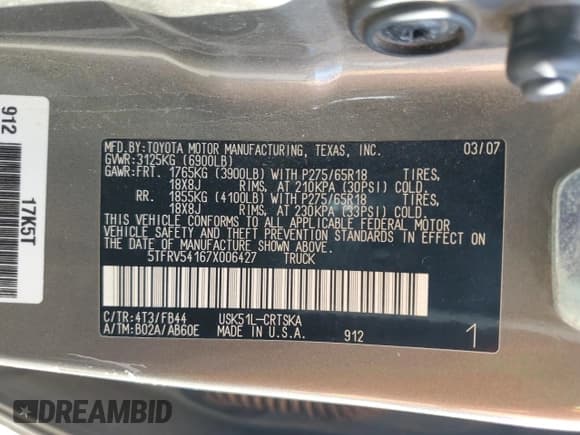 MFD.BY:TOYOTA MOTOR MANUFACTURING, TEXAS, INC. 03/07
GVWR:3125KG (6900LB)
GAWR:FRT. 1765KG (3900LB) WITH P275/65R18 TIRES,
18X8J RIMS, AT 210KPA (30PSI) COLD.
RR. 1855KG (4100LB) WITH P275/65R18 TIRES,
18X8J RIMS, AT 230KPA (33PSI) COLD.
THIS VEHICLE CONFORMS TO ALL APPLICABLE FEDERAL MOTOR
VEHICLE SAFETY AND THEFT PREVENTION STANDARDS IN EFFECT ON
THE DATE OF MANUFACTURE SHOWN ABOVE.
5TFRV54167X006427 TRUCK
C/TR:4T3/FB44 USK51L-CRTSKA
A/TM:B02A/AB60E MADE IN U.S.A. 912 1
912
17K5T
DREAMBID